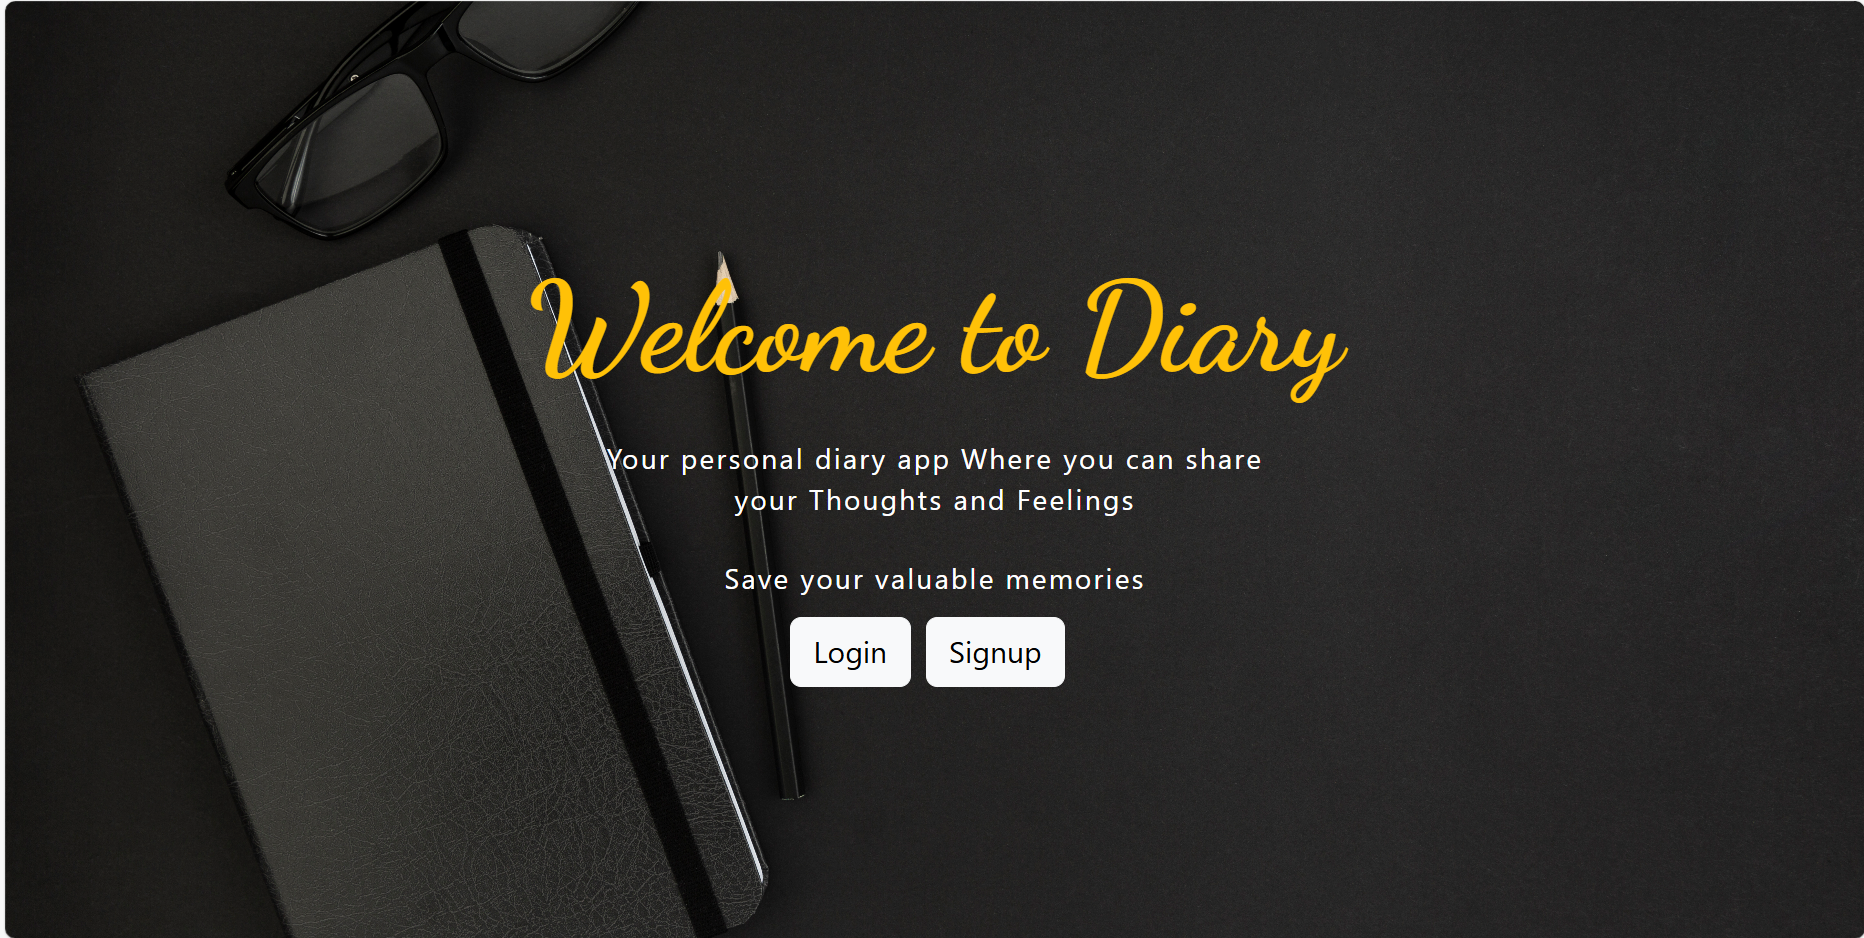 Welcome to Diary
Your personal diary app Where you can share
your Thoughts and Feelings
Save your valuable memories
Login Signup